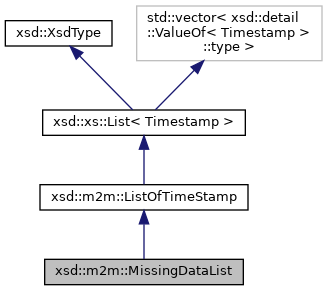 xsd::XsdType
std::vector< xsd::detail
::ValueOf< Timestamp >
::type >
xsd::xs::List< Timestamp >
xsd::m2m::ListOfTimeStamp
xsd::m2m::MissingDataList